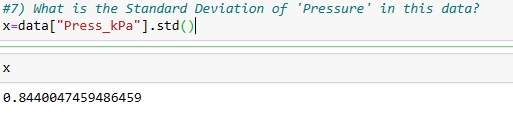 #7) What is the Standard Deviation of 'Pressure' in this data?
x=data["Press_kPa"].std()
x
0.8440047459486459